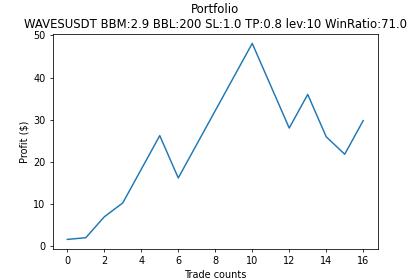 Portfolio
WAVESUSDT BBM:2.9 BBL:200 SL:1.0 TP:0.8 lev:10 WinRatio:71.0
50
40
30
20
10
0
Profit ($)
0 2 4 6 8 10 12 14 16
Trade counts